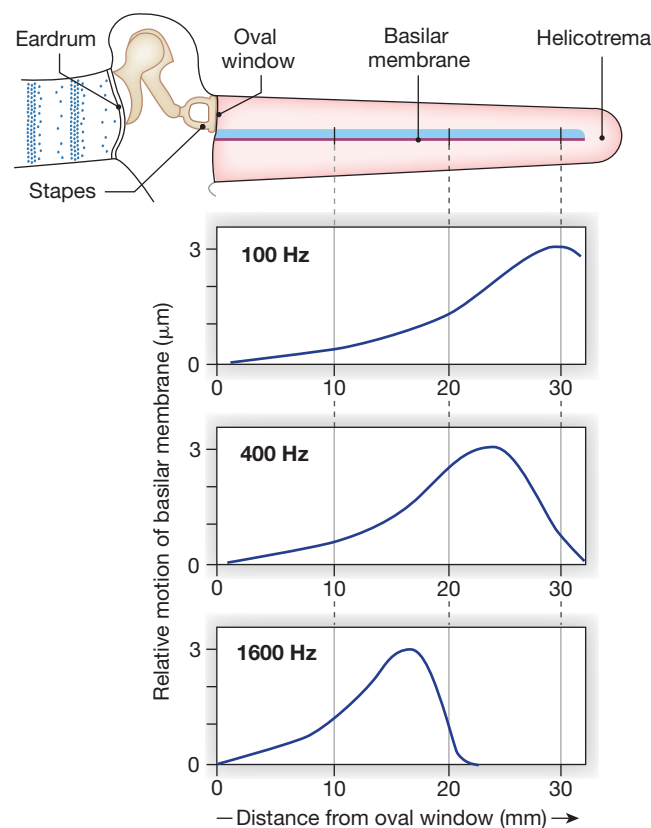 Eardrum
Oval
window
Basilar
membrane
Helicotrema
Stapes
Relative motion of basilar membrane (μm)
100 Hz
3
0
0 10 20 30
400 Hz
3
0
0 10 20 30
1600 Hz
3
0
0 10 20 30
Distance from oval window (mm)